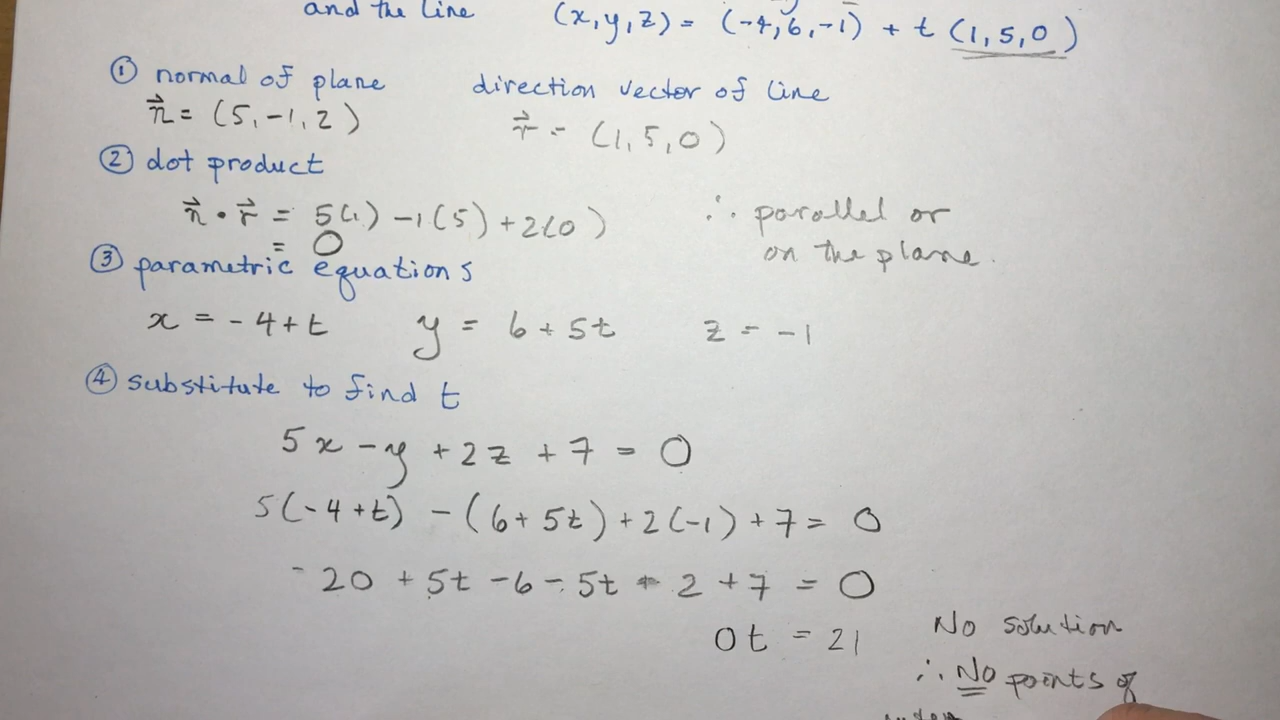 and the line (x,y,z) = (-4,6,-1) + t (1,5,0)
① normal of plane direction vector of line
n⃗ = (5,-1,2) r⃗ = (1,5,0)
② dot product
n⃗ • r⃗ = 5(1) -1(5) + 2(0) ∴ parallel or
= 0 on the plane.
③ parametric equations
x = -4+t y = 6+5t z = -1
④ substitute to find t
5x - y + 2z + 7 = 0
5(-4+t) - (6+5t) + 2(-1) + 7 = 0
-20 + 5t - 6 - 5t - 2 + 7 = 0
0t = 21 No solution
∴ No points of